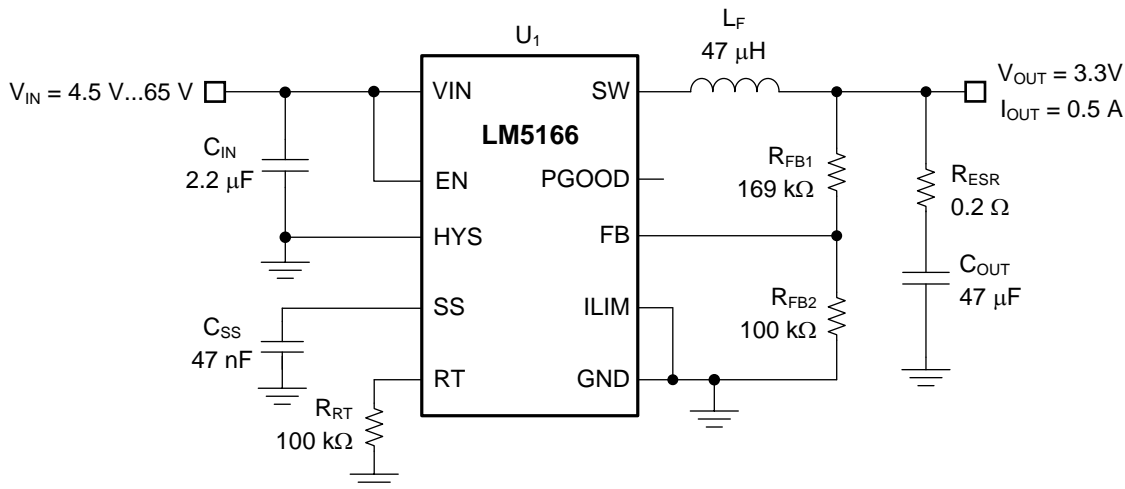 U1
LF
47 μH
VIN = 4.5 V...65 V
VIN
SW
VOUT = 3.3V
IOUT = 0.5 A
LM5166
CIN
2.2 μF
EN
PGOOD
RFB1
169 kΩ
RESR
0.2 Ω
HYS
FB
COUT
47 μF
SS
ILIM
RFB2
100 kΩ
CSS
47 nF
RT
GND
RRT
100 kΩ